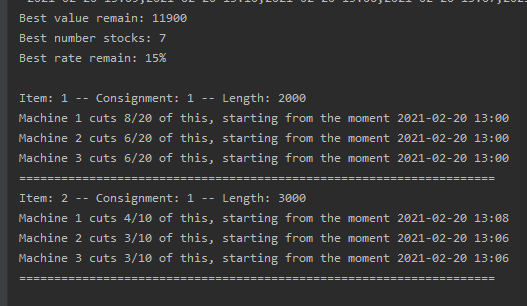 Best value remain: 11900
Best number stocks: 7
Best rate remain: 15%
Item: 1 -- Consignment: 1 -- Length: 2000
Machine 1 cuts 8/20 of this, starting from the moment 2021-02-20 13:00
Machine 2 cuts 6/20 of this, starting from the moment 2021-02-20 13:00
Machine 3 cuts 6/20 of this, starting from the moment 2021-02-20 13:00
====================================================================
Item: 2 -- Consignment: 1 -- Length: 3000
Machine 1 cuts 4/10 of this, starting from the moment 2021-02-20 13:08
Machine 2 cuts 3/10 of this, starting from the moment 2021-02-20 13:06
Machine 3 cuts 3/10 of this, starting from the moment 2021-02-20 13:06
====================================================================